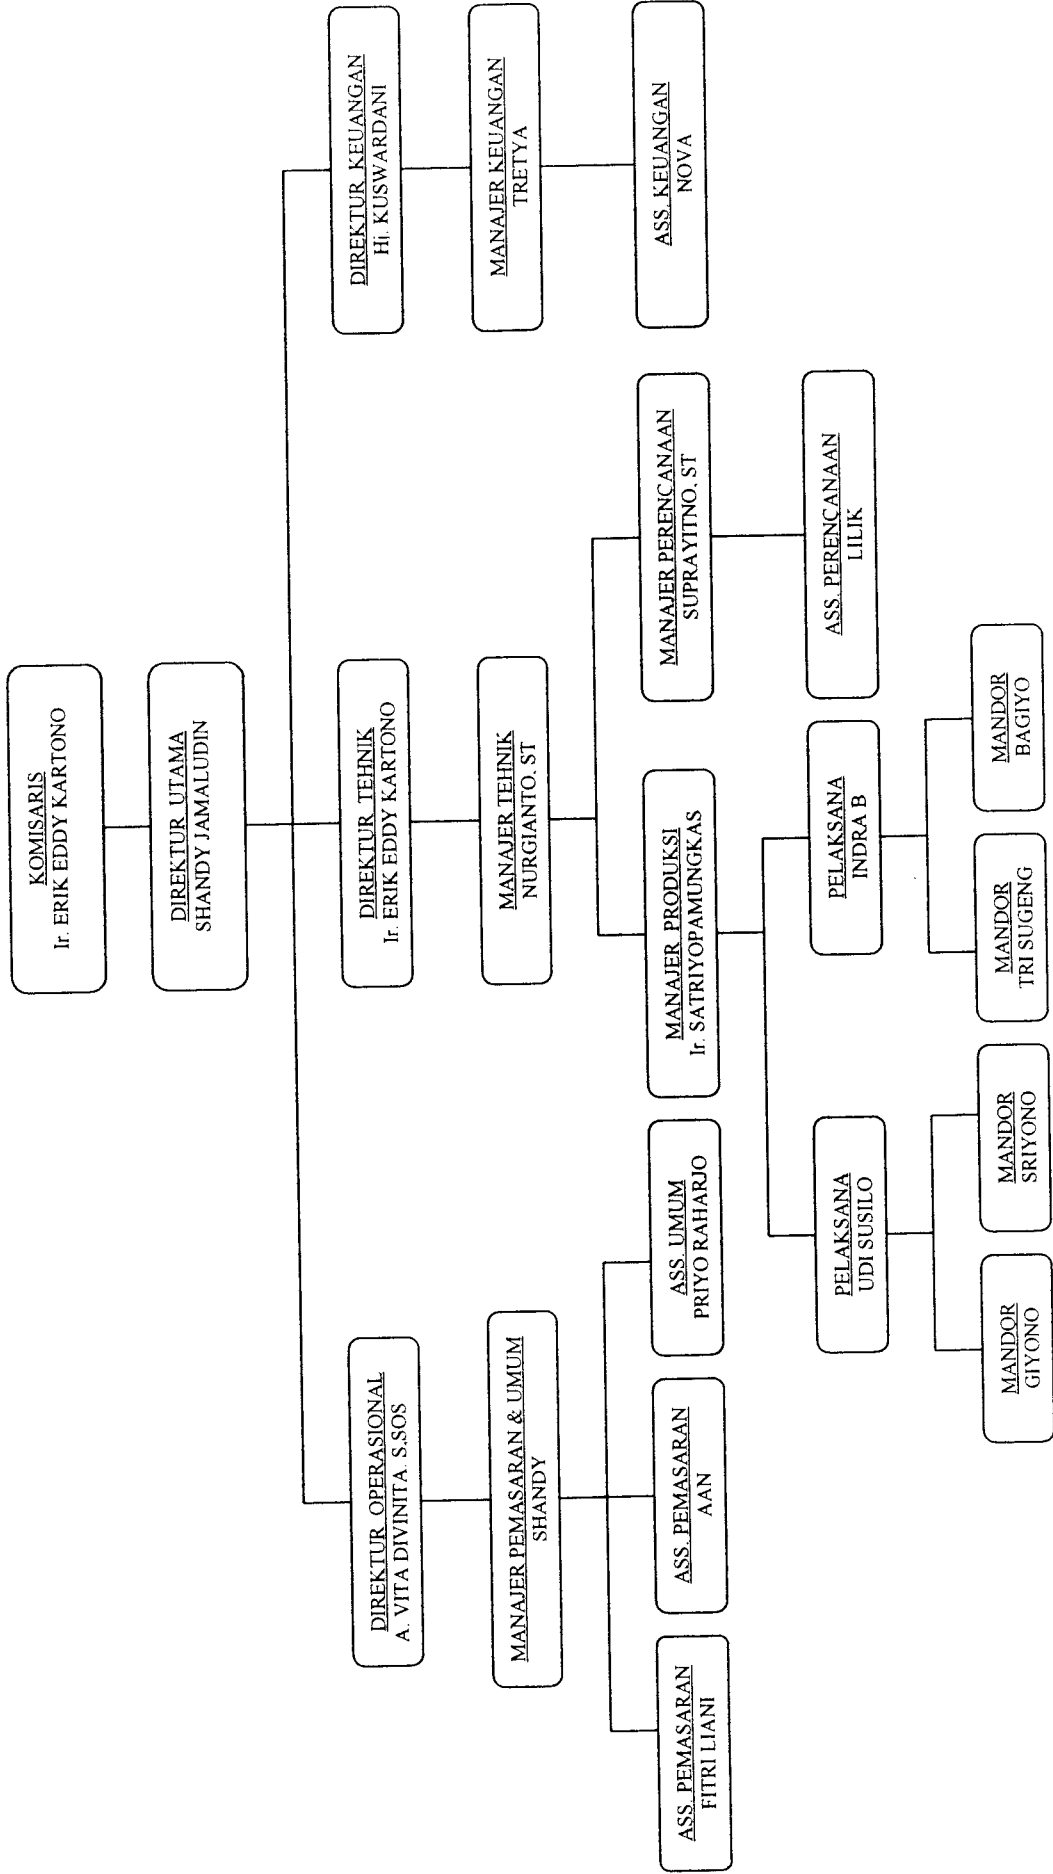 KOMISARIS
Ir. ERIK EDDY KARTONO
DIREKTUR UTAMA
SHANDY JAMALUDIN
DIREKTUR OPERASIONAL
A. VITA DIVINITA. S.SOS
DIREKTUR TEHNIK
Ir. ERIK EDDY KARTONO
DIREKTUR KEUANGAN
Hj. KUSWARDANI
MANAJER PEMASARAN & UMUM
SHANDY
MANAJER TEHNIK
NURGIANTO. ST
MANAJER KEUANGAN
TRETYA
ASS. PEMASARAN
FITRI LIANI
ASS. PEMASARAN
AAN
ASS. UMUM
PRIYO RAHARJO
MANAJER PRODUKSI
Ir. SATRIYOPAMUNGKAS
MANAJER PERENCANAAN
SUPRAYITNO. ST
ASS. KEUANGAN
NOVA
PELAKSANA
UDI SUSILO
PELAKSANA
INDRA B
ASS. PERENCANAAN
LILIK
MANDOR
GIYONO
MANDOR
SRIYONO
MANDOR
TRI SUGENG
MANDOR
BAGIYO